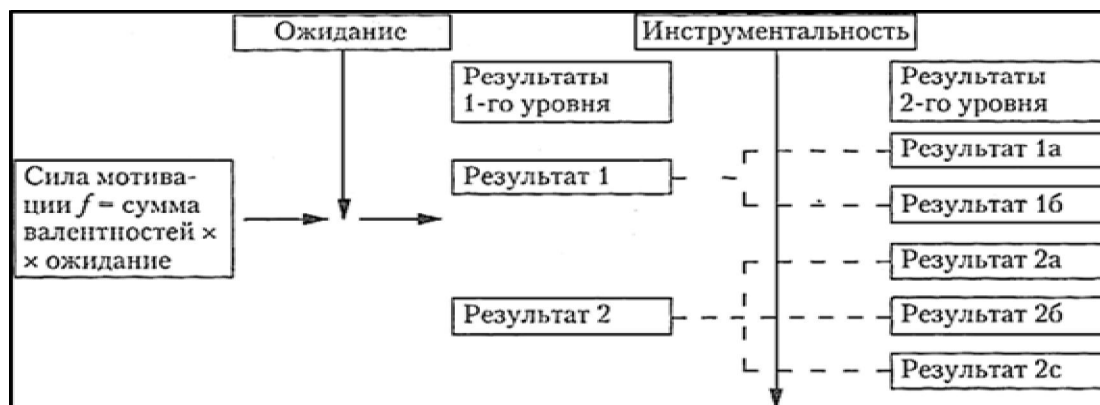 Ожидание
Инструментальность
Результаты
1-го уровня
Результаты
2-го уровня
Сила мотива-
ции f = сумма
валентностей ×
× ожидание
Результат 1
Результат 1а
Результат 1б
Результат 2
Результат 2а
Результат 2б
Результат 2с